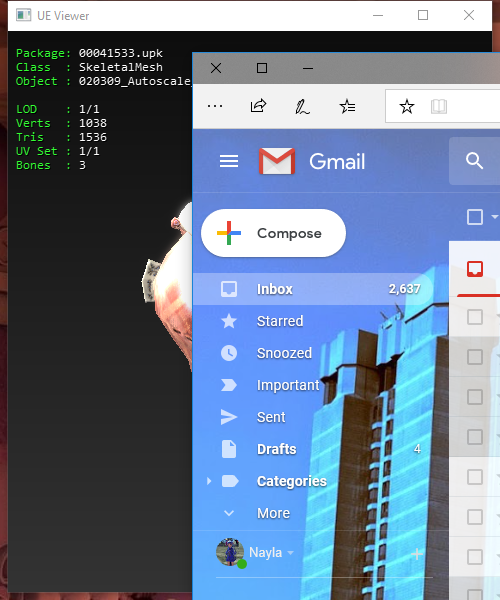 UE Viewer
Package: 00041533.upk
Class : SkeletalMesh
Object : 020309_Autoscale_
LOD : 1/1
Verts : 1038
Tris : 1536
UV Set : 1/1
Bones : 3
Gmail
Compose
Inbox 2,637
Starred
Snoozed
Important
Sent
Drafts 4
Categories
More
Nayla